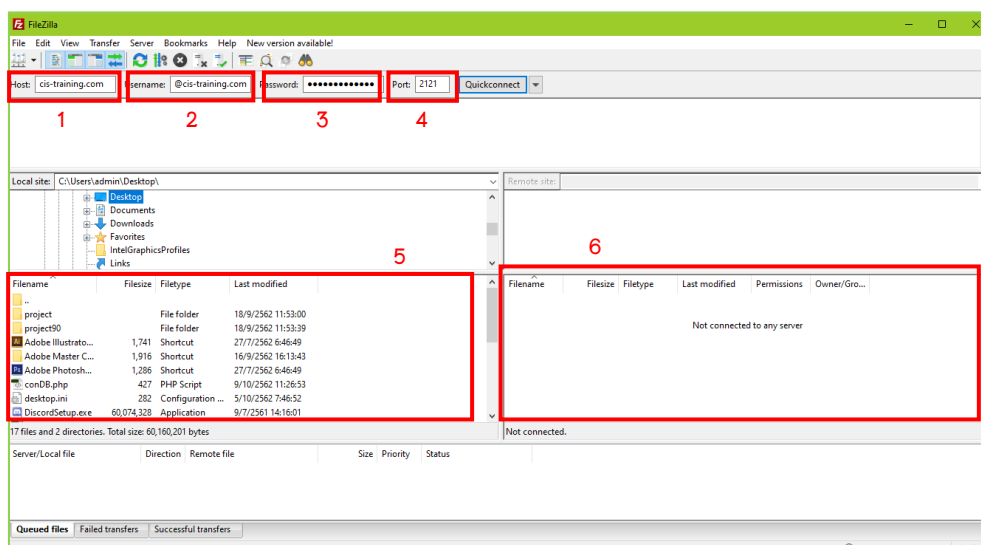 FileZilla
File Edit View Transfer Server Bookmarks Help New version available!
Host: cis-training.com Username: @cis-training.com Password: ●●●●●●●●●●●●● Port: 2121 Quickconnect
1 2 3 4
Local site: C:\Users\admin\Desktop\ Remote site:
Desktop
Documents
Downloads
Favorites
IntelGraphicsProfiles
Links
5 6
Filename Filesize Filetype Last modified Filename Filesize Filetype Last modified Permissions Owner/Gro...
..
project File folder 18/9/2562 11:53:00
project90 File folder 18/9/2562 11:53:39
Not connected to any server
Ai Adobe Illustrato... 1,741 Shortcut 27/7/2562 6:46:49
Adobe Master C... 1,916 Shortcut 16/9/2562 16:13:43
Ps Adobe Photosh... 1,286 Shortcut 27/7/2562 6:46:49
conDB.php 427 PHP Script 9/10/2562 11:26:53
desktop.ini 282 Configuration ... 5/10/2562 7:46:52
DiscordSetup.exe 60,074,328 Application 9/7/2561 14:16:01
17 files and 2 directories. Total size: 60,160,201 bytes Not connected.
Server/Local file Direction Remote file Size Priority Status
Queued files Failed transfers Successful transfers